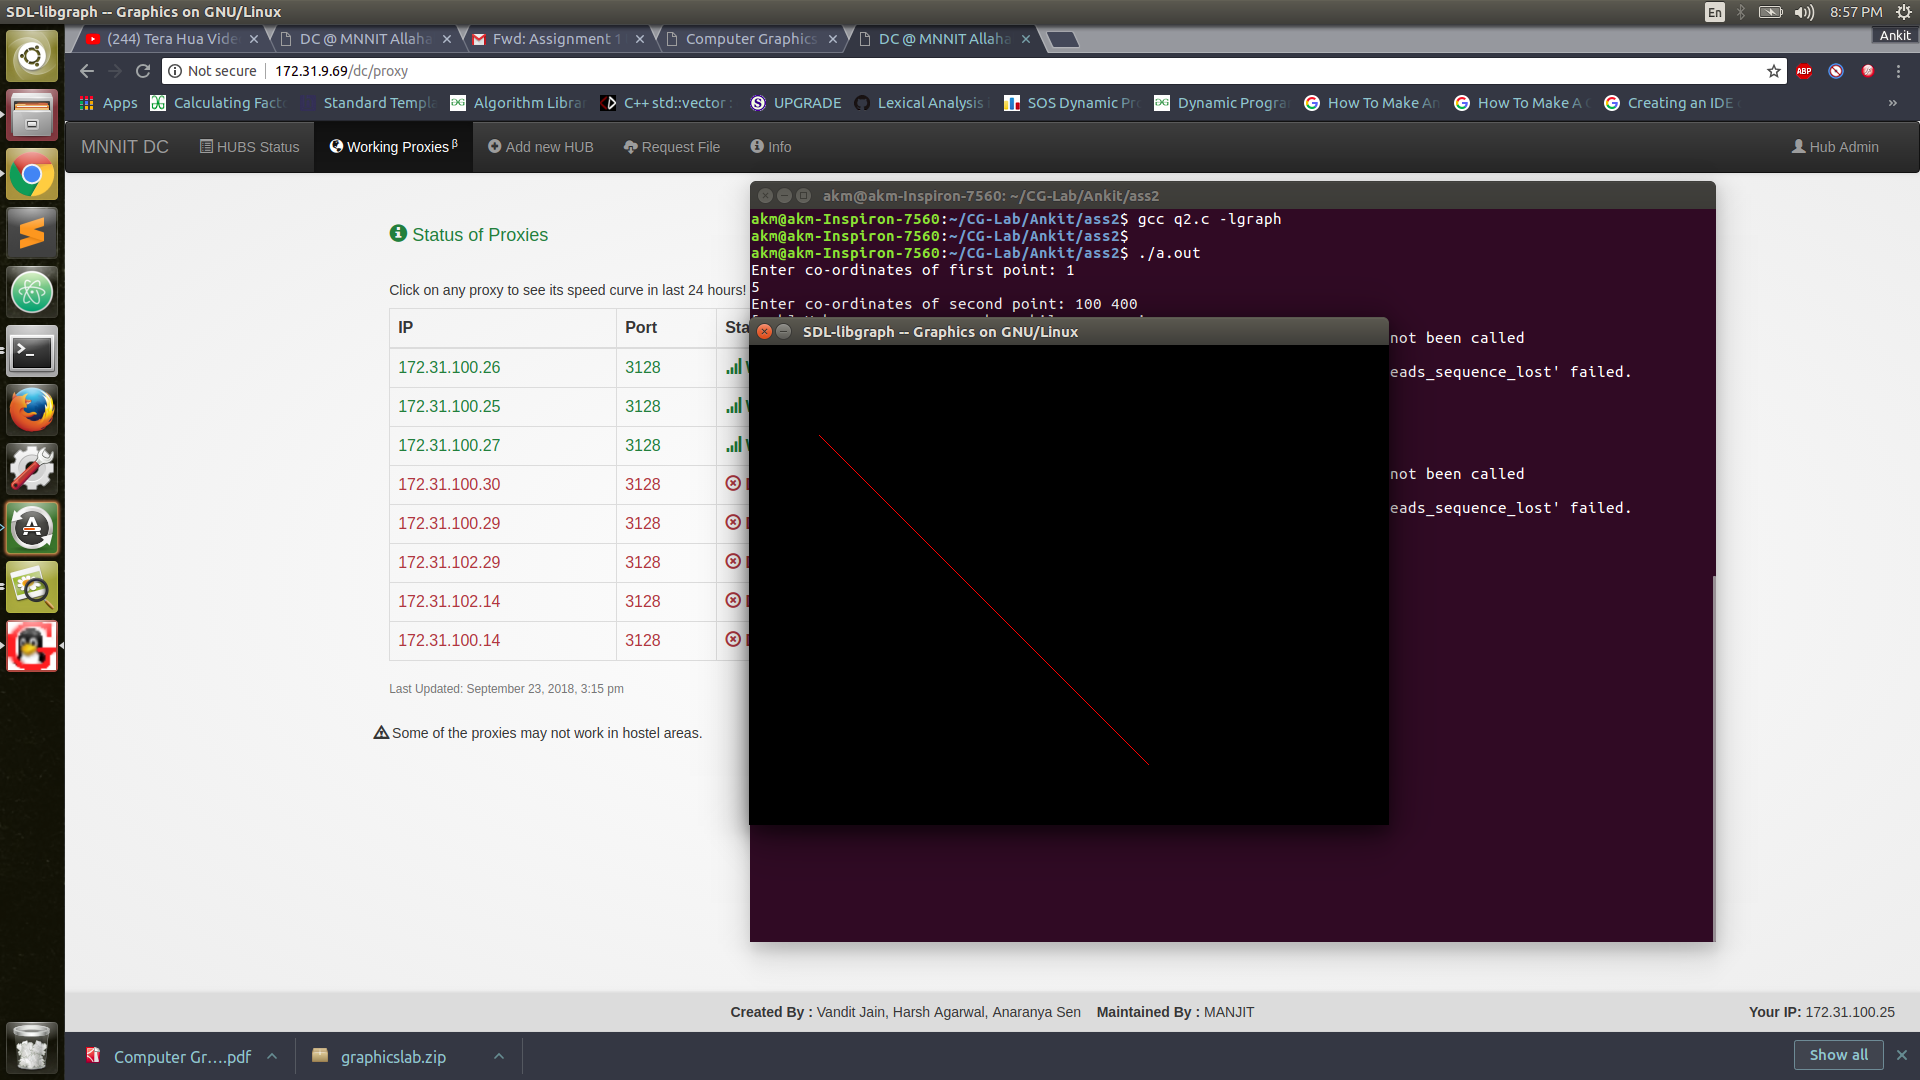 SDL-libgraph -- Graphics on GNU/Linux
En
8:57 PM
(244) Tera Hua Vide
DC @ MNNIT Allaha
Fwd: Assignment 1
Computer Graphics
DC @ MNNIT Allaha
Ankit
Not secure
172.31.9.69/dc/proxy
ABP
Apps
Calculating Facto
Standard Templa
Algorithm Librar
C++ std::vector :
UPGRADE
Lexical Analysis
SOS Dynamic Pro
Dynamic Progra
How To Make An
How To Make A C
Creating an IDE
»
MNNIT DC
HUBS Status
Working Proxies β
Add new HUB
Request File
Info
Hub Admin
Status of Proxies
Click on any proxy to see its speed curve in last 24 hours!
IP Port Sta
172.31.100.26 3128
172.31.100.25 3128
172.31.100.27 3128
172.31.100.30 3128
172.31.100.29 3128
172.31.102.29 3128
172.31.102.14 3128
172.31.100.14 3128
Last Updated: September 23, 2018, 3:15 pm
Some of the proxies may not work in hostel areas.
akm@akm-Inspiron-7560: ~/CG-Lab/Ankit/ass2
akm@akm-Inspiron-7560:~/CG-Lab/Ankit/ass2$ gcc q2.c -lgraph
akm@akm-Inspiron-7560:~/CG-Lab/Ankit/ass2$
akm@akm-Inspiron-7560:~/CG-Lab/Ankit/ass2$ ./a.out
Enter co-ordinates of first point: 1
5
Enter co-ordinates of second point: 100 400
not been called
eads_sequence_lost' failed.
not been called
eads_sequence_lost' failed.
SDL-libgraph -- Graphics on GNU/Linux
Created By : Vandit Jain, Harsh Agarwal, Anaranya Sen Maintained By : MANJIT
Your IP: 172.31.100.25
Computer Gr....pdf
graphicslab.zip
Show all